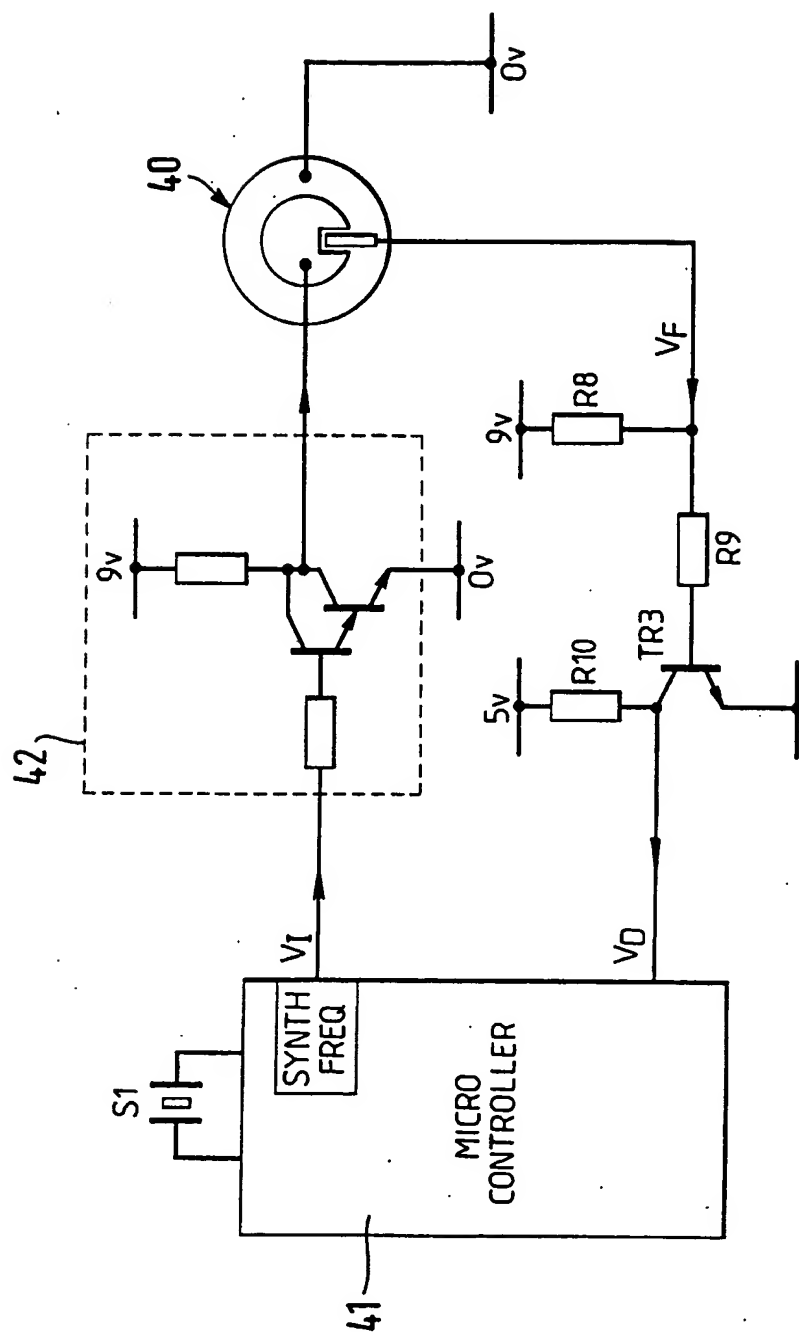 40
0v
42
9v
0v
VF
9v
R8
R9
TR3
5v
R10
VI
VD
S1
SYNTH
FREQ
MICRO
CONTROLLER
41